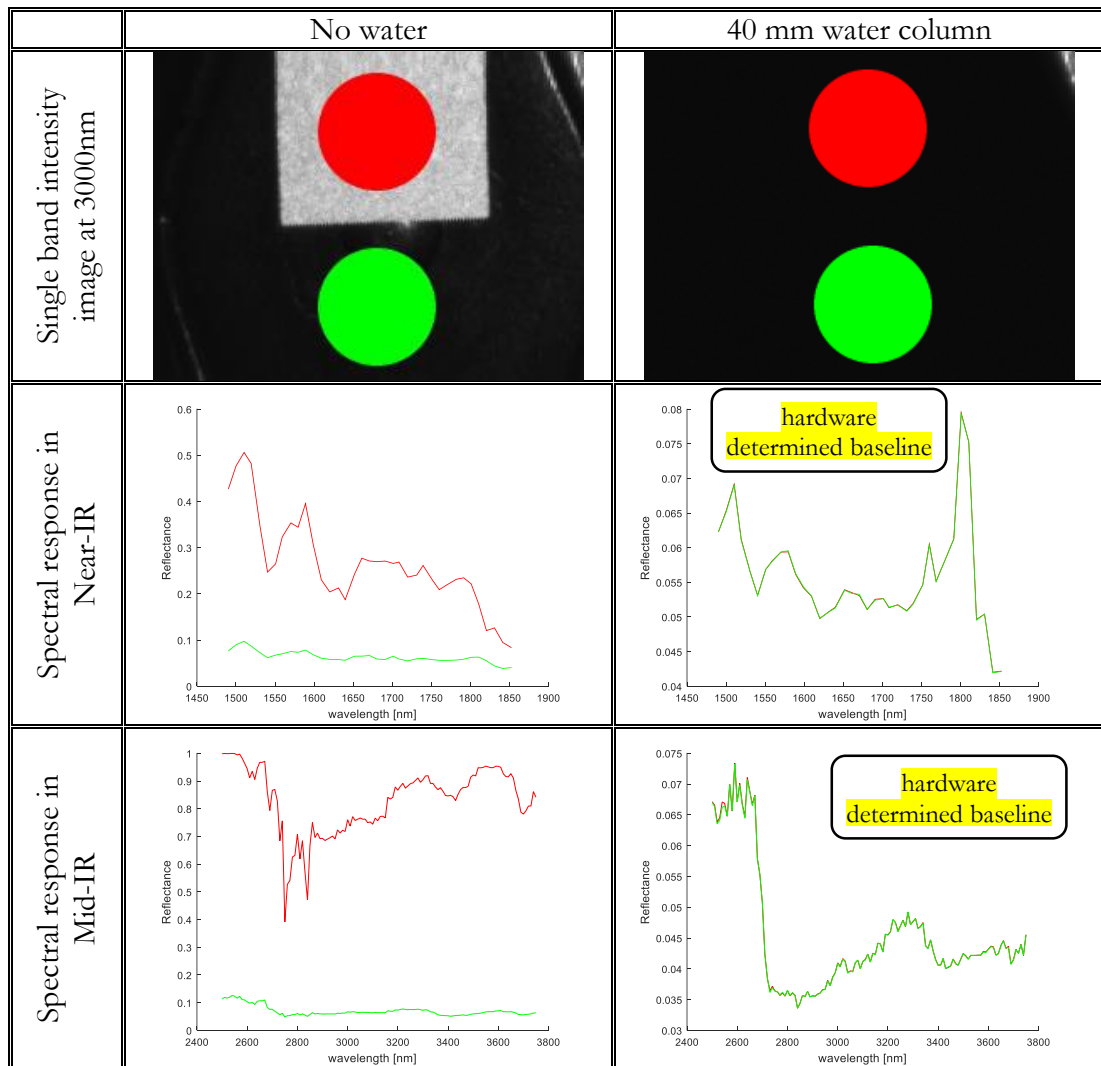 No water
40 mm water column
Single band intensity
image at 3000nm
Spectral response in
Near-IR
0.6
0.5
0.4
0.3
0.2
0.1
0
Reflectance
1450 1500 1550 1600 1650 1700 1750 1800 1850 1900
wavelength [nm]
hardware
determined baseline
0.08
0.075
0.07
0.065
0.06
0.055
0.05
0.045
0.04
Reflectance
1450 1500 1550 1600 1650 1700 1750 1800 1850 1900
wavelength [nm]
Spectral response in
Mid-IR
1
0.9
0.8
0.7
0.6
0.5
0.4
0.3
0.2
0.1
0
Reflectance
2400 2600 2800 3000 3200 3400 3600 3800
wavelength [nm]
hardware
determined baseline
0.075
0.07
0.065
0.06
0.055
0.05
0.045
0.04
0.035
0.03
Reflectance
2400 2600 2800 3000 3200 3400 3600 3800
wavelength [nm]